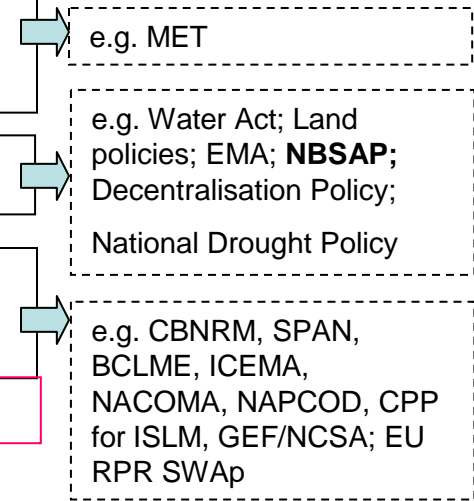 e.g. MET
e.g. Water Act; Land
policies; EMA; NBSAP;
Decentralisation Policy;
National Drought Policy
e.g. CBNRM, SPAN,
BCLME, ICEMA,
NACOMA, NAPCOD, CPP
for ISLM, GEF/NCSA; EU
RPR SWAp